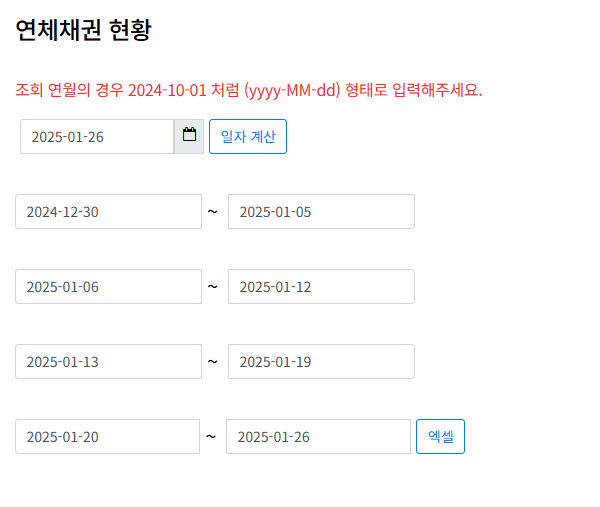 연체채권 현황
조회 연월의 경우 2024-10-01 처럼 (yyyy-MM-dd) 형태로 입력해주세요.
2025-01-26 일자 계산
2024-12-30 ~ 2025-01-05
2025-01-06 ~ 2025-01-12
2025-01-13 ~ 2025-01-19
2025-01-20 ~ 2025-01-26 엑셀